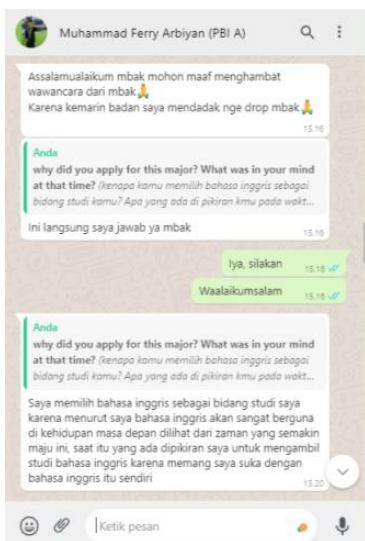 Muhammad Ferry Arbiyan (PBI A)
Assalamualaikum mbak mohon maaf menghambat
wawancara dari mbak🙏
Karena kemarin badan saya mendadak nge drop mbak🙏
15.16
Anda
why did you apply for this major? What was in your mind
at that time? (kenapa kamu memilih bahasa inggris sebagai
bidang studi kamu? Apa yang ada di pikiran kmu pada wakt...
Ini langsung saya jawab ya mbak
15.16
Iya, silakan
15.16
Waalaikumsalam
15.16
Anda
why did you apply for this major? What was in your mind
at that time? (kenapa kamu memilih bahasa inggris sebagai
bidang studi kamu? Apa yang ada di pikiran kmu pada wakt...
Saya memilih bahasa inggris sebagai bidang studi saya
karena menurut saya bahasa inggris akan sangat berguna
di kehidupan masa depan dilihat dari zaman yang semakin
maju ini, saat itu yang ada dipikiran saya untuk mengambil
studi bahasa inggris karena memang saya suka dengan
bahasa inggris itu sendiri
15.20
Ketik pesan